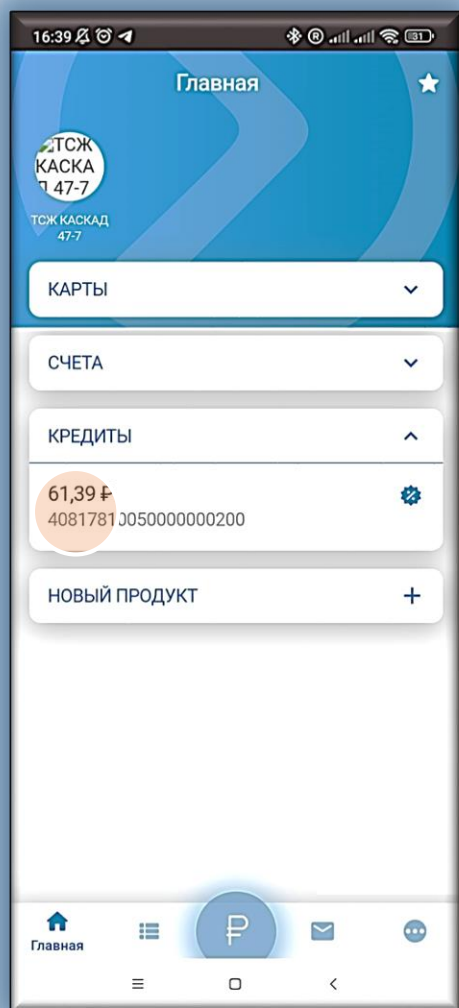 16:39
31
Главная
ТСЖ
КАСКА
Д 47-7
ТСЖ КАСКАД
47-7
КАРТЫ
СЧЕТА
КРЕДИТЫ
61,39 ₽
40817810050000000200
НОВЫЙ ПРОДУКТ
₽
Главная